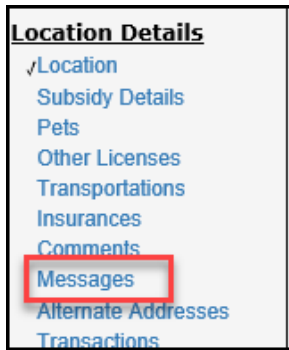 Location Details
√Location
Subsidy Details
Pets
Other Licenses
Transportations
Insurances
Comments
Messages
Alternate Addresses
Transactions